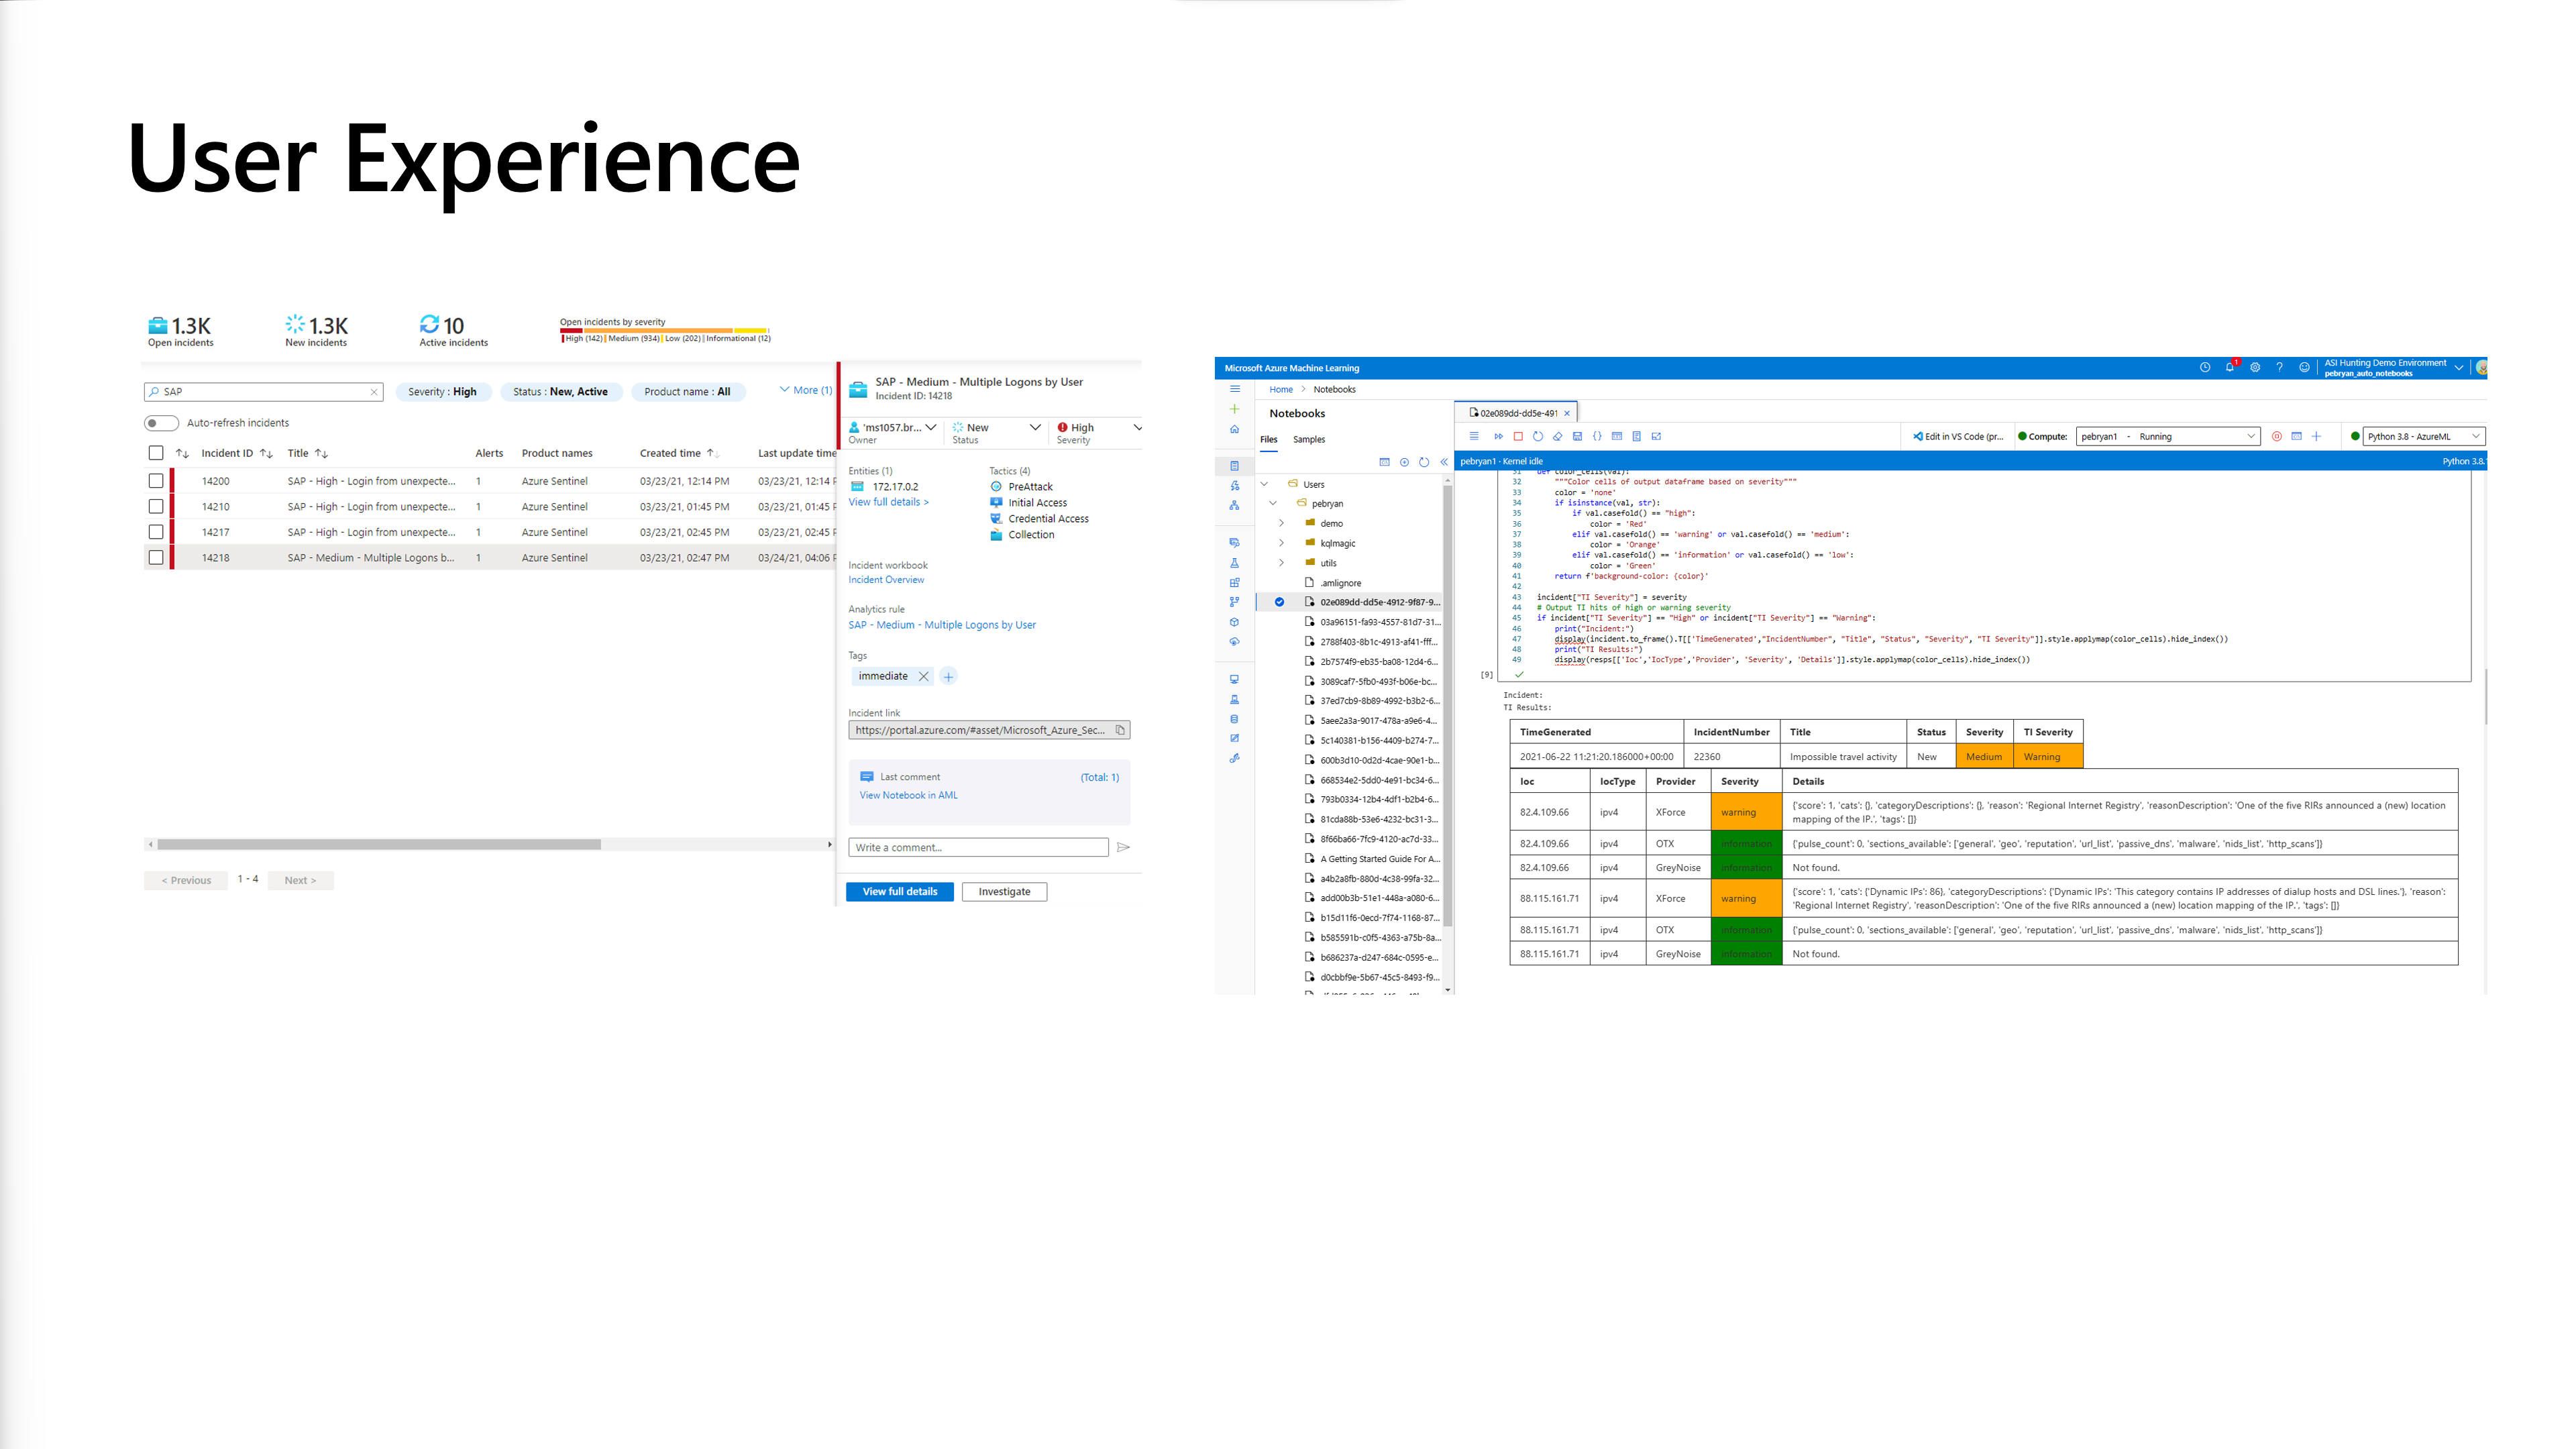 User Experience
1.3K
Open incidents
1.3K
New incidents
10
Active incidents
Open incidents by severity
High (142) Medium (934) Low (202) Informational (12)
SAP
Severity : High
Status : New, Active
Product name : All
More (1)
Auto-refresh incidents
Incident ID Title Alerts Product names Created time Last update time
14200 SAP - High - Login from unexpecte... 1 Azure Sentinel 03/23/21, 12:14 PM 03/23/21, 12:14 P
14210 SAP - High - Login from unexpecte... 1 Azure Sentinel 03/23/21, 01:45 PM 03/23/21, 01:45 P
14217 SAP - High - Login from unexpecte... 1 Azure Sentinel 03/23/21, 02:45 PM 03/23/21, 02:45 P
14218 SAP - Medium - Multiple Logons b... 1 Azure Sentinel 03/23/21, 02:47 PM 03/24/21, 04:06 P
< Previous 1 - 4 Next >
SAP - Medium - Multiple Logons by User
Incident ID: 14218
'ms1057.br... New High
Owner Status Severity
Entities (1) Tactics (4)
172.17.0.2 PreAttack
View full details > Initial Access
Credential Access
Collection
Incident workbook
Incident Overview
Analytics rule
SAP - Medium - Multiple Logons by User
Tags
immediate
Incident link
https://portal.azure.com/#asset/Microsoft_Azure_Sec...
Last comment (Total: 1)
View Notebook in AML
Write a comment...
View full details Investigate
Microsoft Azure Machine Learning
1
ASI Hunting Demo Environment
pebryan_auto_notebooks
Home > Notebooks
Notebooks
Files Samples
Users
pebryan
demo
kqlmagic
utils
.amlignore
02e089dd-dd5e-4912-9f87-9...
03a96151-fa93-4557-81d7-31...
2788f403-8b1c-4913-af41-fff...
2b7574f9-eb35-ba08-12d4-6...
3089caf7-5fb0-493f-b06e-bc...
37ed7cb9-8b89-4992-b3b2-6...
5aee2a3a-9017-478a-a9e6-4...
5c140381-b156-4409-b274-7...
600b3d10-0d2d-4cae-90e1-b...
668534e2-5dd0-4e91-bc34-6...
793b0334-12b4-4df1-b2b4-6...
81cda88b-53e6-4232-bc31-3...
8f66ba66-7fc9-4120-ac7d-33...
A Getting Started Guide For A...
a4b2a8fb-880d-4c38-99fa-32...
add00b3b-51e1-448a-a080-6...
b15d11f6-0ecd-7f74-1168-87...
b585591b-c0f5-4363-a75b-8a...
b686237a-d247-684c-0595-e...
d0cbbf9e-5b67-45c5-8493-f9...
02e089dd-dd5e-491
Edit in VS Code (pr... Compute: pebryan1 - Running Python 3.8 - AzureML
pebryan1 · Kernel idle Python 3.8.
31 def color_cells(val):
32 """Color cells of output dataframe based on severity"""
33 color = 'none'
34 if isinstance(val, str):
35 if val.casefold() == "high":
36 color = 'Red'
37 elif val.casefold() == 'warning' or val.casefold() == 'medium':
38 color = 'Orange'
39 elif val.casefold() == 'information' or val.casefold() == 'low':
40 color = 'Green'
41 return f'background-color: {color}'
42
43 incident["TI Severity"] = severity
44 # Output TI hits of high or warning severity
45 if incident["TI Severity"] == "High" or incident["TI Severity"] == "Warning":
46 print("Incident:")
47 display(incident.to_frame().T[['TimeGenerated',"IncidentNumber", "Title", "Status", "Severity", "TI Severity"]].style.applymap(color_cells).hide_index())
48 print("TI Results:")
49 display(resps[['Ioc','IocType','Provider', 'Severity', 'Details']].style.applymap(color_cells).hide_index())
[9]
Incident:
TI Results:
TimeGenerated IncidentNumber Title Status Severity TI Severity
2021-06-22 11:21:20.186000+00:00 22360 Impossible travel activity New Medium Warning
Ioc IocType Provider Severity Details
82.4.109.66 ipv4 XForce warning {'score': 1, 'cats': {}, 'categoryDescriptions': {}, 'reason': 'Regional Internet Registry', 'reasonDescription': 'One of the five RIRs announced a (new) location
mapping of the IP.', 'tags': []}
82.4.109.66 ipv4 OTX information {'pulse_count': 0, 'sections_available': ['general', 'geo', 'reputation', 'url_list', 'passive_dns', 'malware', 'nids_list', 'http_scans']}
82.4.109.66 ipv4 GreyNoise information Not found.
88.115.161.71 ipv4 XForce warning {'score': 1, 'cats': {'Dynamic IPs': 86}, 'categoryDescriptions': {'Dynamic IPs': 'This category contains IP addresses of dialup hosts and DSL lines.'}, 'reason':
'Regional Internet Registry', 'reasonDescription': 'One of the five RIRs announced a (new) location mapping of the IP.', 'tags': []}
88.115.161.71 ipv4 OTX information {'pulse_count': 0, 'sections_available': ['general', 'geo', 'reputation', 'url_list', 'passive_dns', 'malware', 'nids_list', 'http_scans']}
88.115.161.71 ipv4 GreyNoise information Not found.